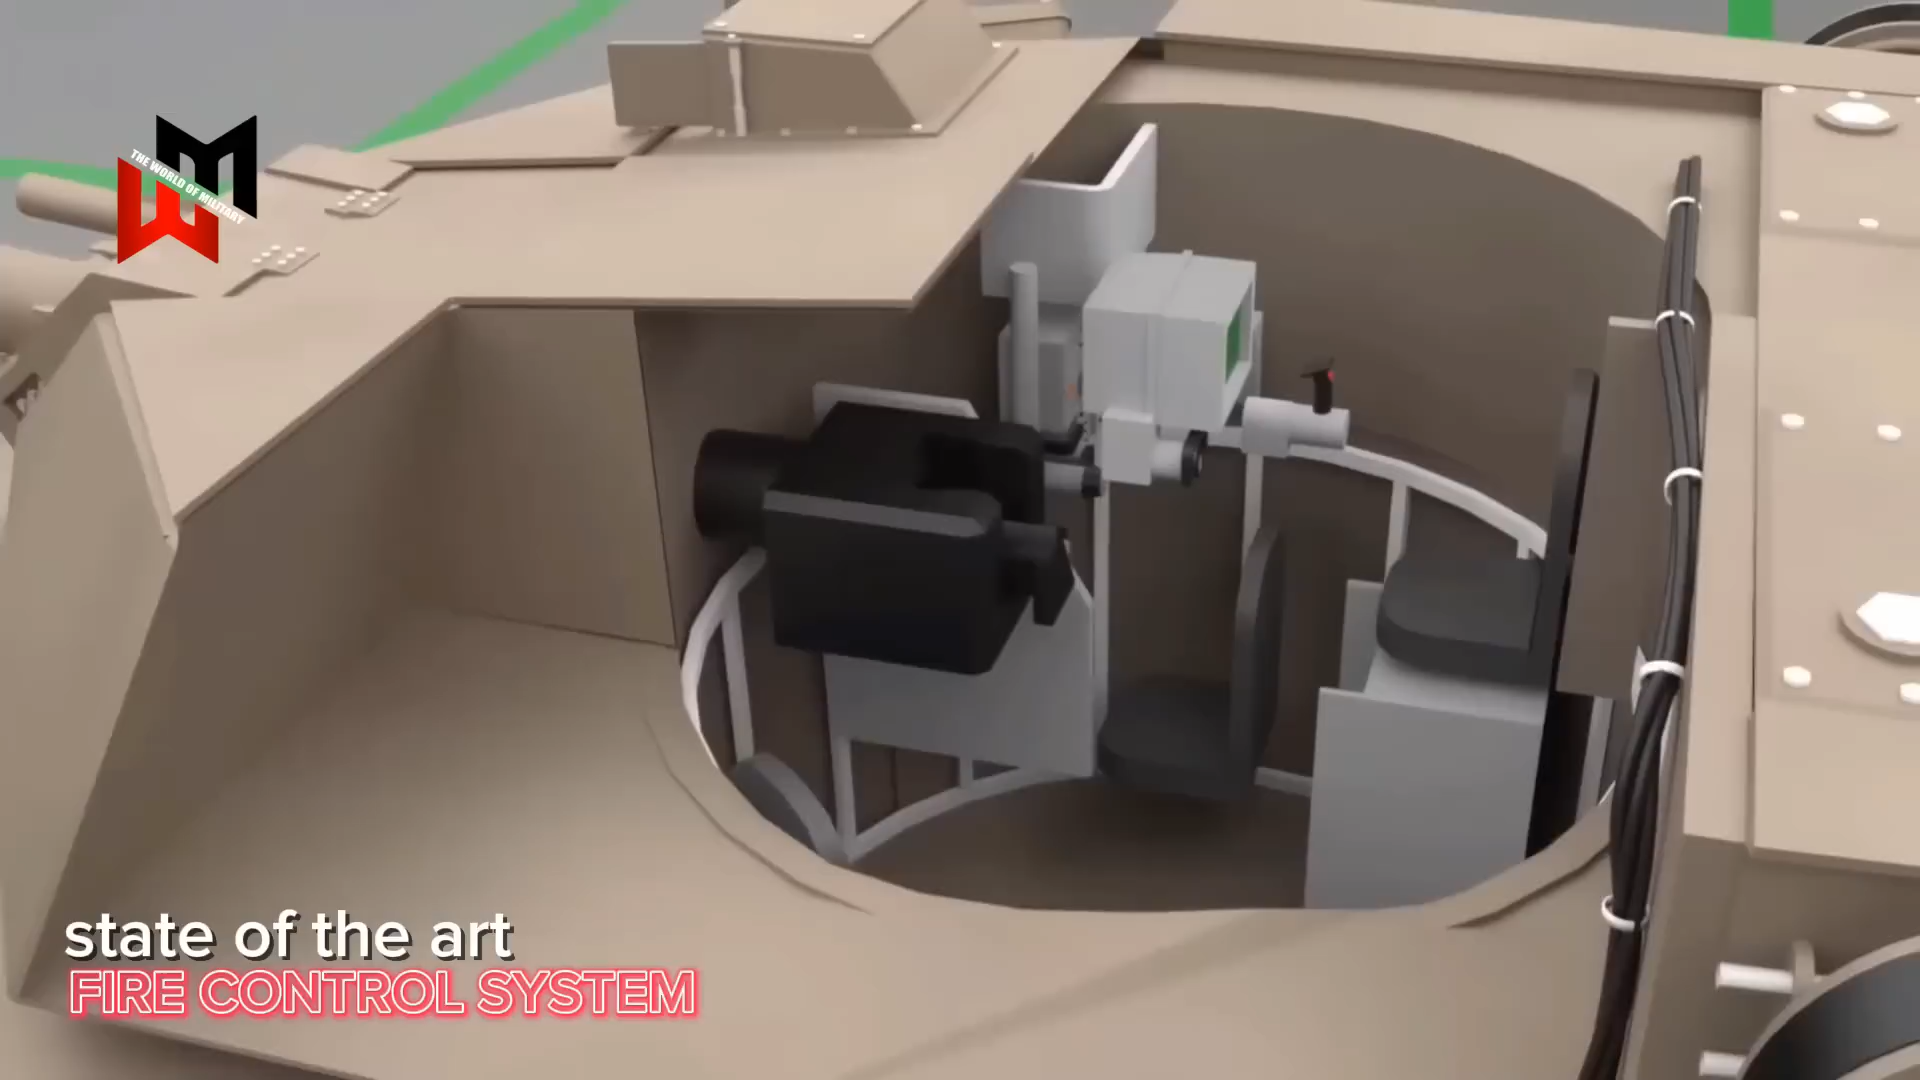 THE WORLD OF MILITARY
state of the art
FIRE CONTROL SYSTEM